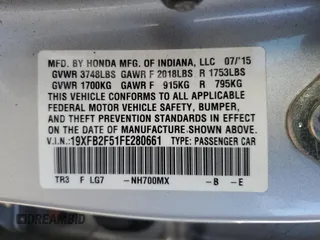 MFD. BY HONDA MFG. OF INDIANA, LLC 07/'15
GVWR 3748LBS GAWR F 2018LBS R 1753LBS
GVWR 1700KG GAWR F 915KG R 795KG
THIS VEHICLE CONFORMS TO ALL APPLICABLE
FEDERAL MOTOR VEHICLE SAFETY, BUMPER,
AND THEFT PREVENTION STANDARDS IN EFFECT
ON THE DATE OF MANUFACTURE SHOWN ABOVE.
V.I.N.: 19XFB2F51FE280661 TYPE: PASSENGER CAR
TR3 F LG7 -NH700MX -B -E
CREAMBID